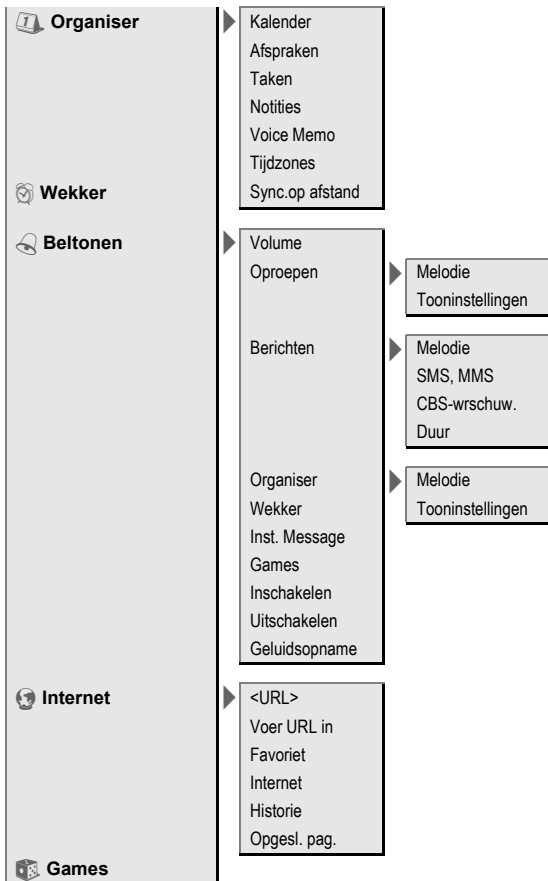 Organiser
Kalender
Afspraken
Taken
Notities
Voice Memo
Tijdzones
Sync.op afstand
Wekker
Beltonen
Volume
Oproepen
Melodie
Tooninstellingen
Berichten
Melodie
SMS, MMS
CBS-wrschuw.
Duur
Organiser
Melodie
Tooninstellingen
Wekker
Inst. Message
Games
Inschakelen
Uitschakelen
Geluidsopname
Internet
<URL>
Voer URL in
Favoriet
Internet
Historie
Opgesl. pag.
Games